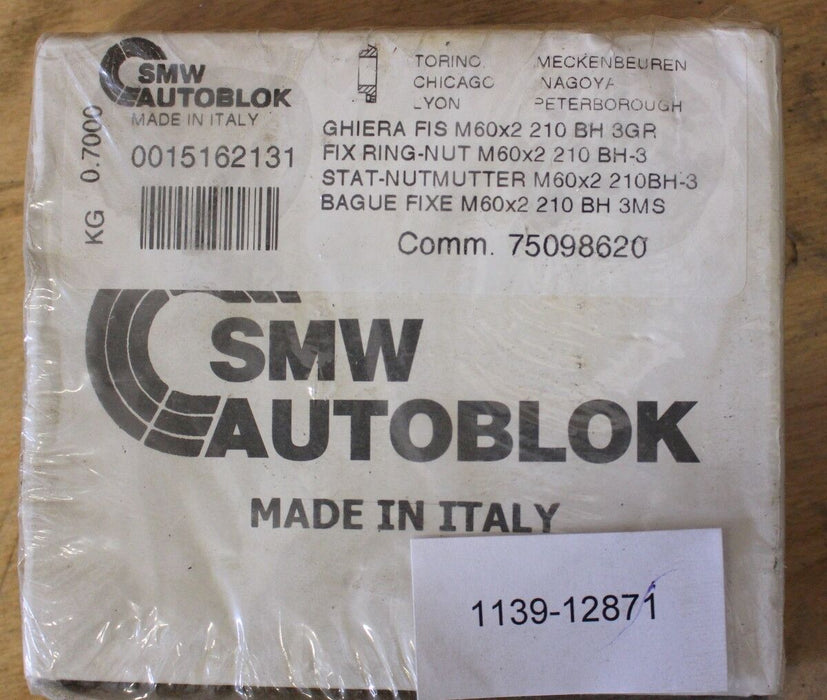 SMW
AUTOBLOK
MADE IN ITALY
KG 0.7000
0015162131
TORINO MECKENBEUREN
CHICAGO NAGOYA
LYON PETERBOROUGH
GHIERA FIS M60x2 210 BH 3GR
FIX RING-NUT M60x2 210 BH-3
STAT-NUTMUTTER M60x2 210BH-3
BAGUE FIXE M60x2 210 BH 3MS
Comm. 75098620
SMW
AUTOBLOK
MADE IN ITALY
1139-12871